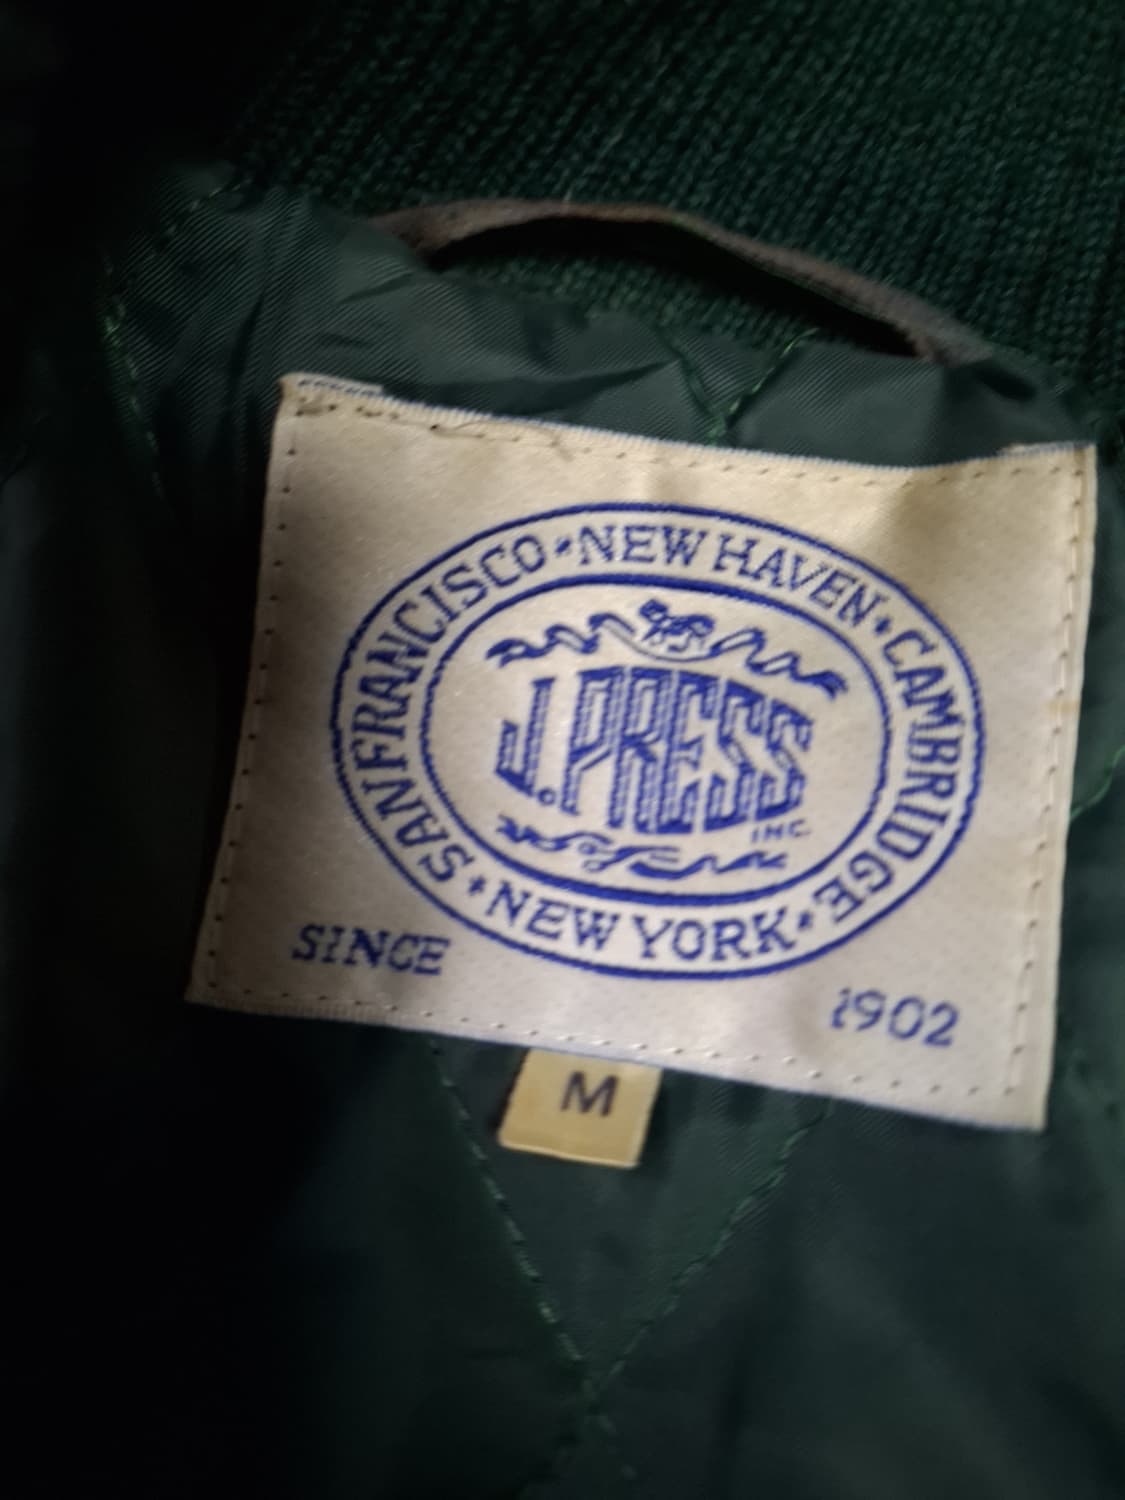 SAN FRANCISCO • NEW HAVEN • CAMBRIDGE • NEW YORK •
J. PRESS
INC.
SINCE 1902
M